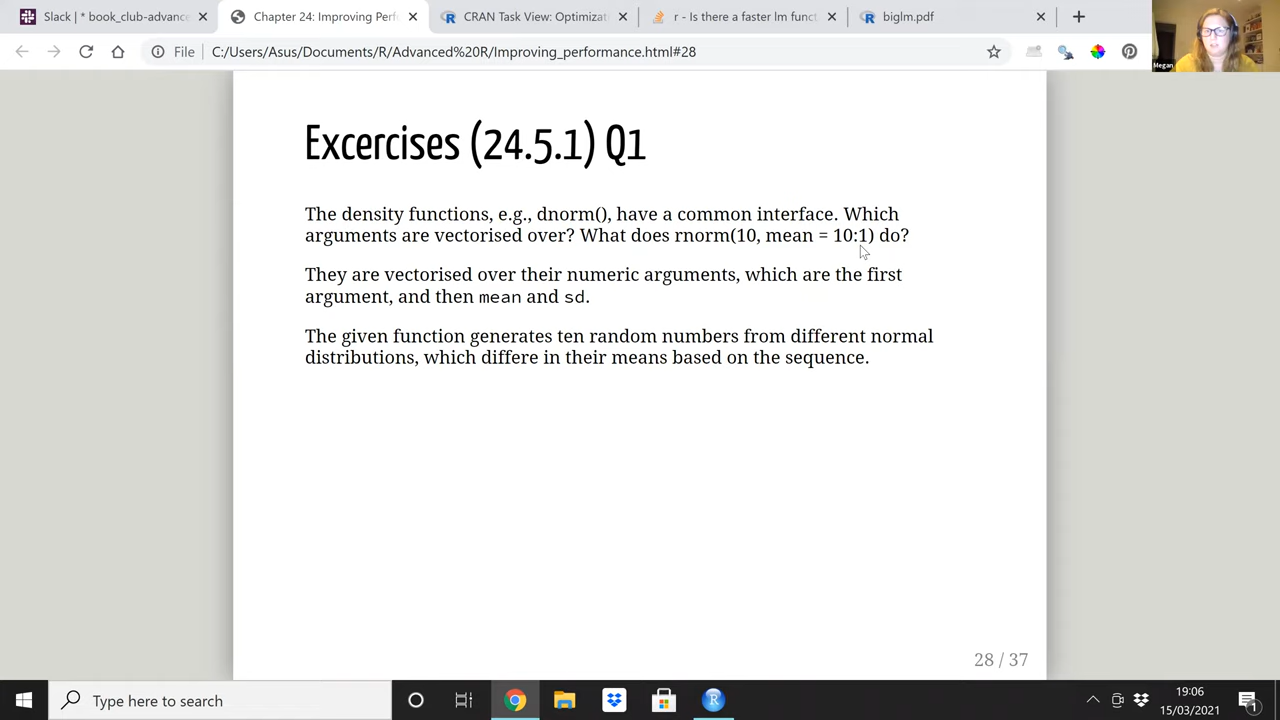 Slack | * book_club-advance
Chapter 24: Improving Perfo
CRAN Task View: Optimizati
r - Is there a faster lm funct
biglm.pdf
File
C:/Users/Asus/Documents/R/Advanced%20R/Improving_performance.html#28
Megan
Excercises (24.5.1) Q1
The density functions, e.g., dnorm(), have a common interface. Which
arguments are vectorised over? What does rnorm(10, mean = 10:1) do?
They are vectorised over their numeric arguments, which are the first
argument, and then mean and sd.
The given function generates ten random numbers from different normal
distributions, which differe in their means based on the sequence.
28 / 37
Type here to search
19:06
15/03/2021
1